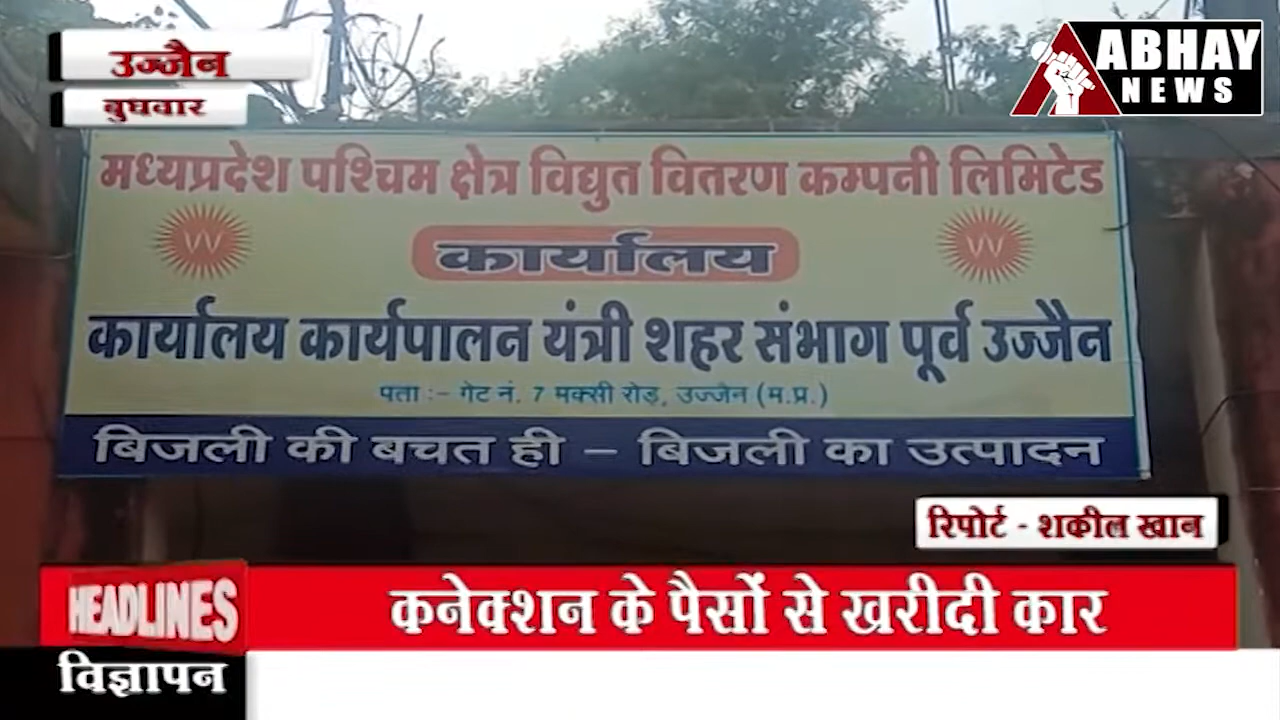 उज्जैन
बुधवार
ABHAY
NEWS
मध्यप्रदेश पश्चिम क्षेत्र विद्युत वितरण कम्पनी लिमिटेड
कार्यालय
कार्यालय कार्यपालन यंत्री शहर संभाग पूर्व उज्जैन
पता :- गेट नं. 7 मक्सी रोड़, उज्जैन (म.प्र.)
बिजली की बचत ही – बिजली का उत्पादन
रिपोर्ट - शकील खान
HEADLINES
कनेक्शन के पैसों से खरीदी कार
विज्ञापन